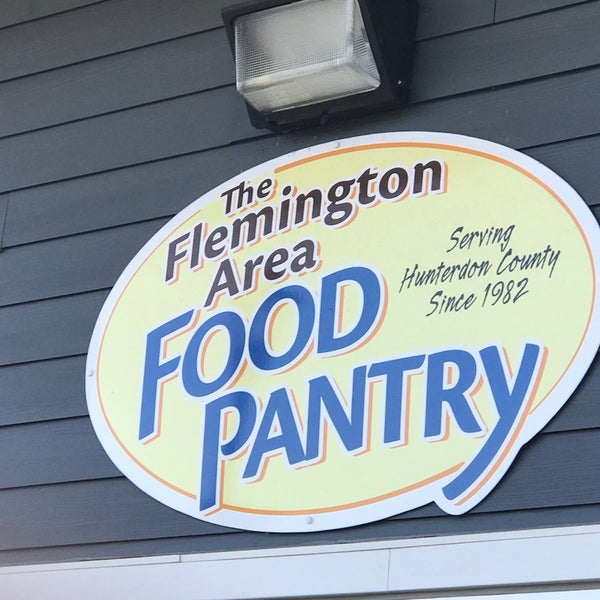 The
Flemington
Area
FOOD
PANTRY
Serving
Hunterdon County
Since 1982